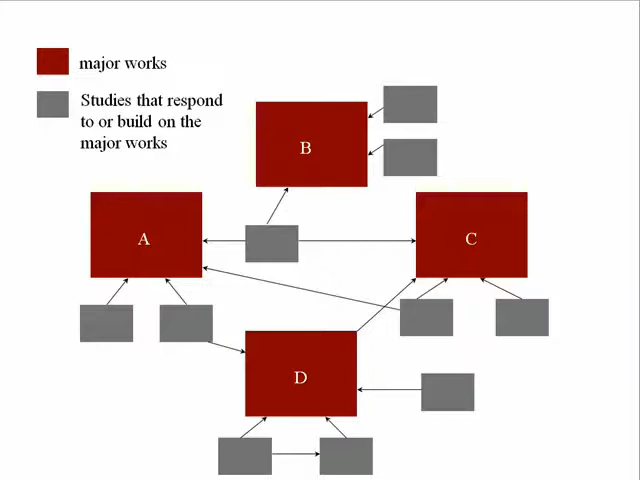 major works
Studies that respond
to or build on the
major works
B
A
C
D